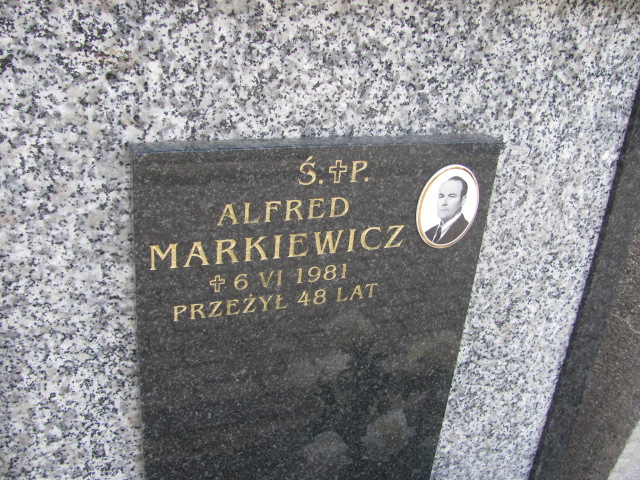 Ś.✝P.
ALFRED
MARKIEWICZ
✝ 6 VI 1981
PRZEŻYŁ 48 LAT